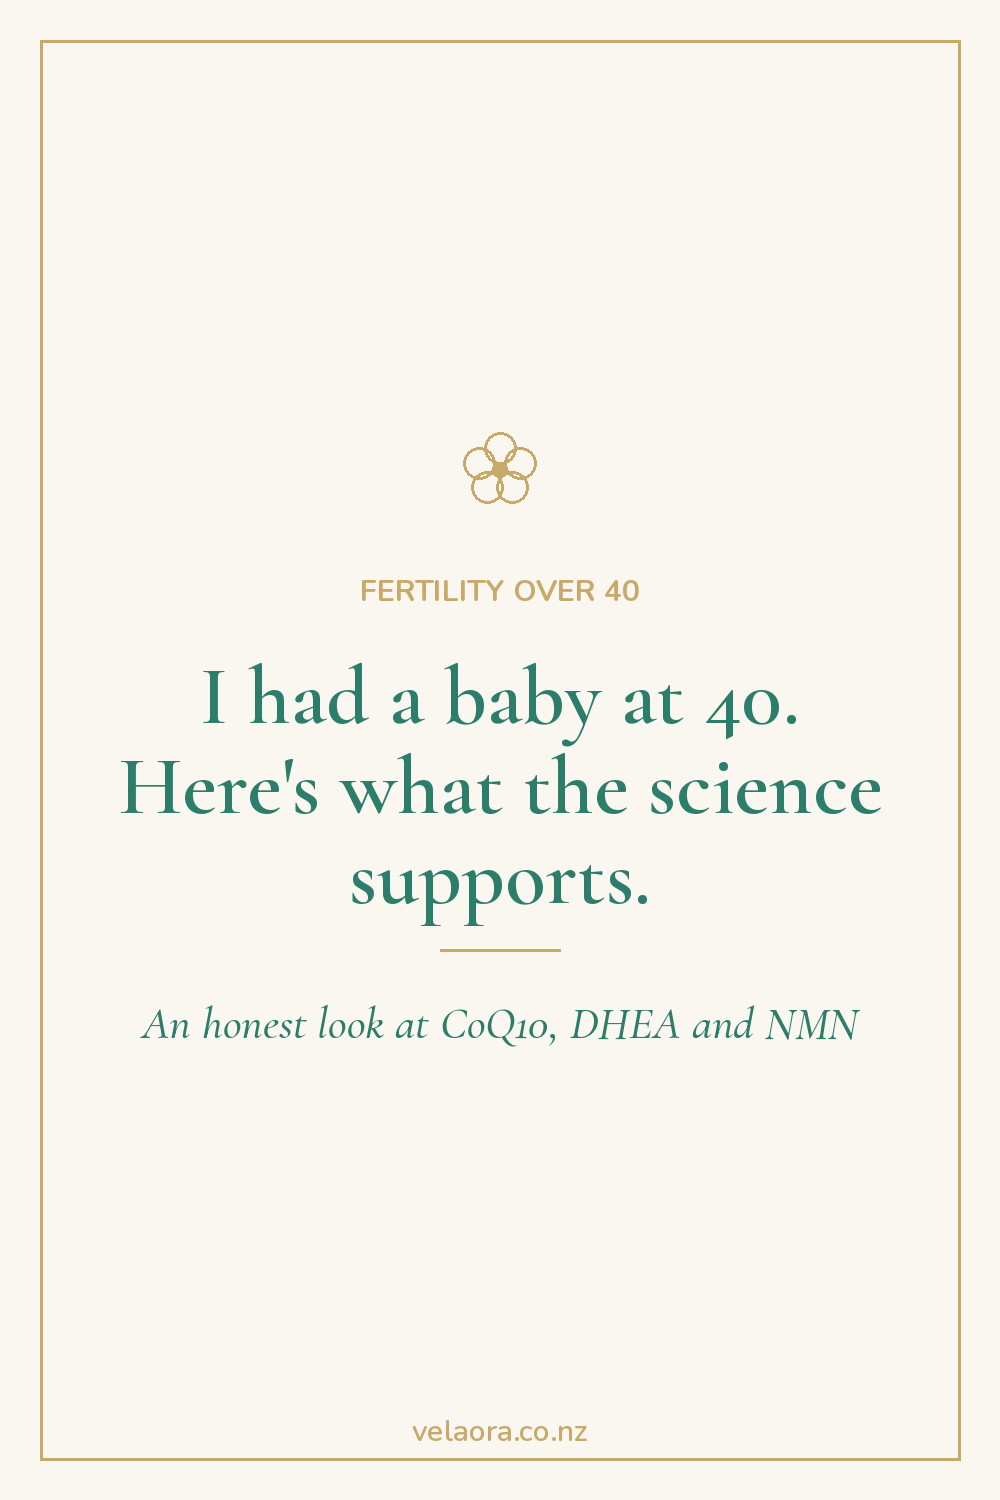 FERTILITY OVER 40
I had a baby at 40.
Here's what the science
supports.
An honest look at CoQ10, DHEA and NMN
velaora.co.nz